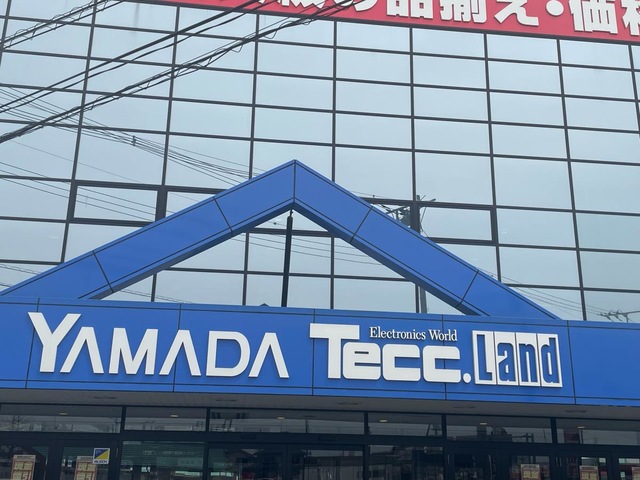 品揃え・価格
YAMADA
Electronics World
Tecc.Land